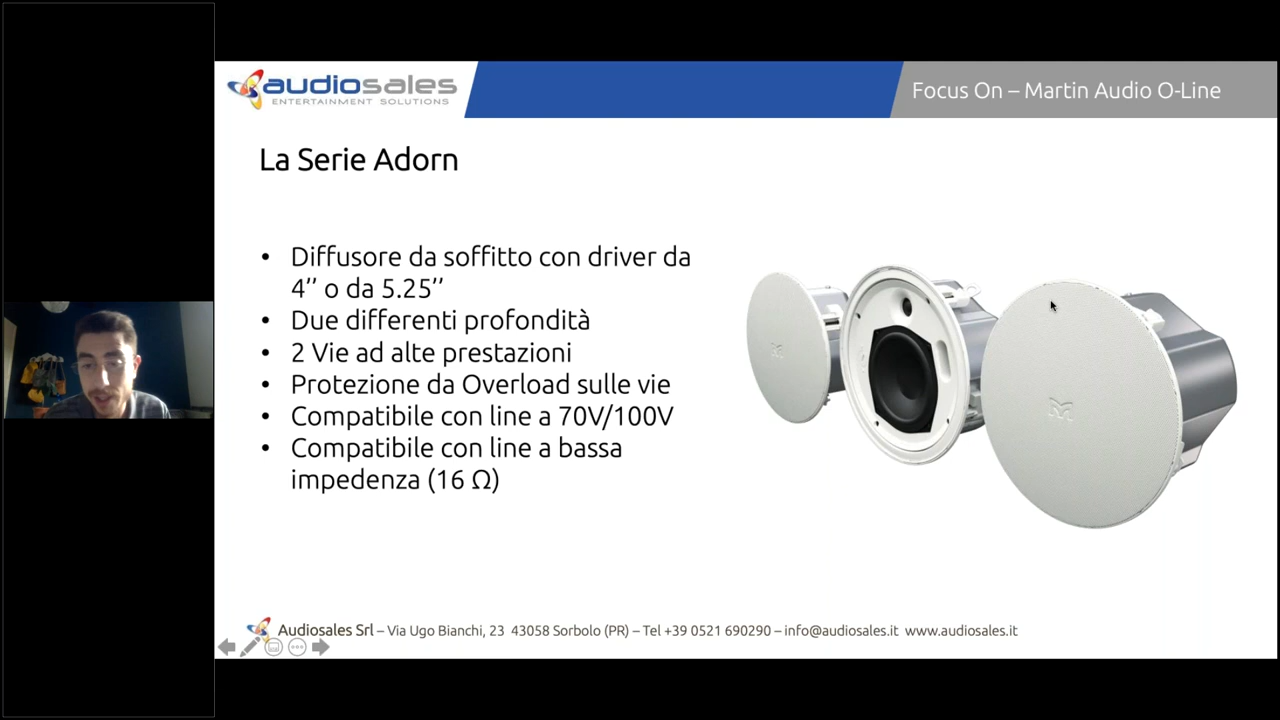 audiosales
ENTERTAINMENT SOLUTIONS
Focus On – Martin Audio O-Line
La Serie Adorn
• Diffusore da soffitto con driver da
4’’ o da 5.25’’
• Due differenti profondità
• 2 Vie ad alte prestazioni
• Protezione da Overload sulle vie
• Compatibile con line a 70V/100V
• Compatibile con line a bassa
impedenza (16 Ω)
Audiosales Srl – Via Ugo Bianchi, 23 43058 Sorbolo (PR) – Tel +39 0521 690290 – info@audiosales.it www.audiosales.it